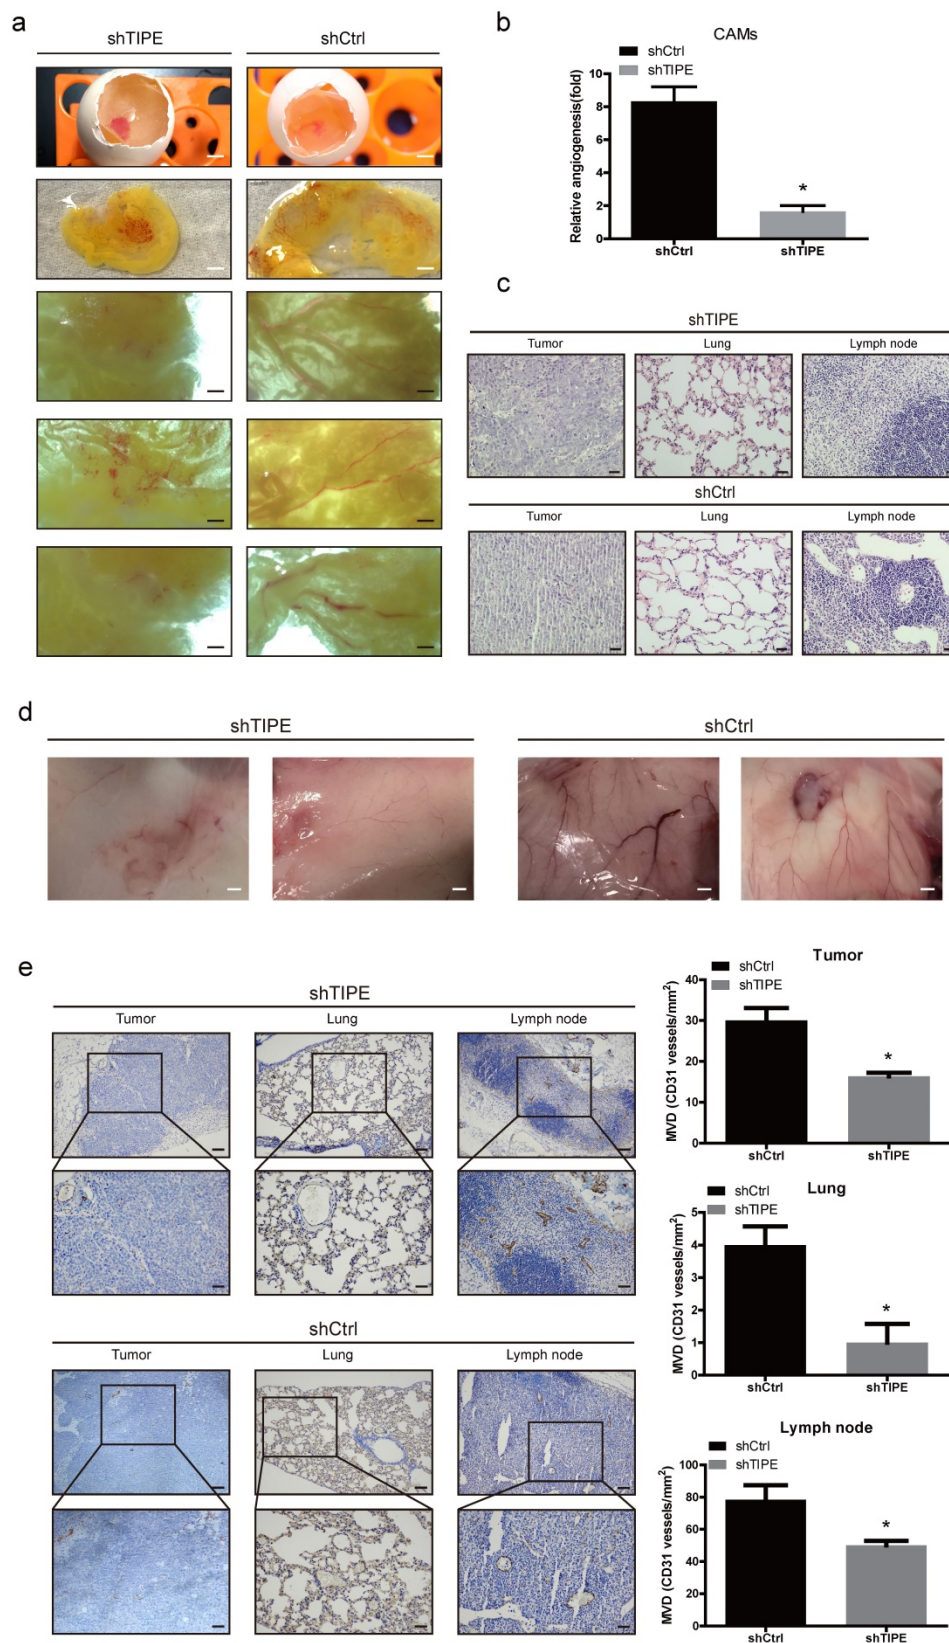 a
shTIPE
shCtrl
b
CAMs
shCtrl
shTIPE
Relative angiogenesis(fold)
10
8
6
4
2
0
*
shCtrl
shTIPE
c
shTIPE
Tumor
Lung
Lymph node
shCtrl
Tumor
Lung
Lymph node
d
shTIPE
shCtrl
e
shTIPE
Tumor
Lung
Lymph node
shCtrl
Tumor
Lung
Lymph node
Tumor
shCtrl
shTIPE
MVD (CD31 vessels/mm²)
40
30
20
10
0
*
shCtrl
shTIPE
Lung
shCtrl
shTIPE
MVD (CD31 vessels/mm²)
5
4
3
2
1
0
*
shCtrl
shTIPE
Lymph node
shCtrl
shTIPE
MVD (CD31 vessels/mm²)
100
80
60
40
20
0
*
shCtrl
shTIPE